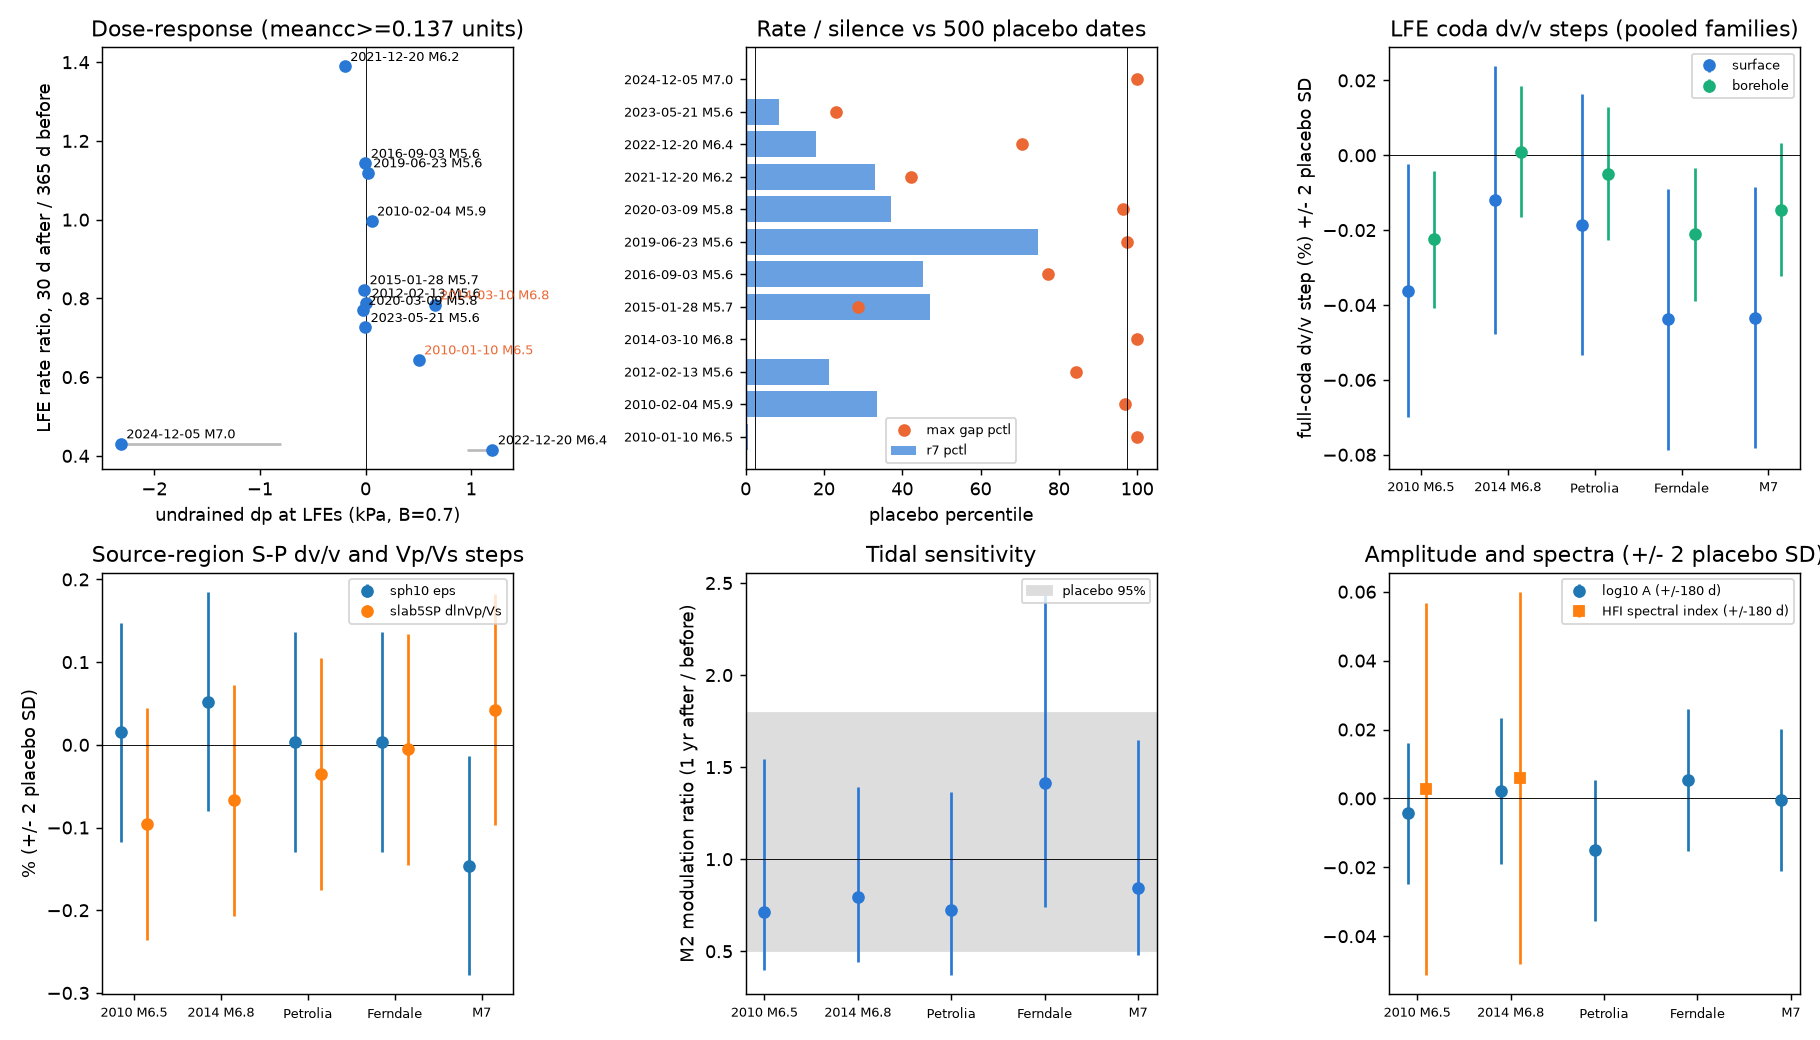 Dose-response (meancc>=0.137 units)
LFE rate ratio, 30 d after / 365 d before
1.4
1.2
1.0
0.8
0.6
0.4
2021-12-20 M6.2
2016-09-03 M5.6
2019-06-23 M5.6
2010-02-04 M5.9
2015-01-28 M5.7
2012-02-13 M5.6
2014-03-10 M6.8
2020-03-09 M5.8
2023-05-21 M5.6
2010-01-10 M6.5
2024-12-05 M7.0
2022-12-20 M6.4
−2
−1
0
1
undrained dp at LFEs (kPa, B=0.7)
Rate / silence vs 500 placebo dates
2024-12-05 M7.0
2023-05-21 M5.6
2022-12-20 M6.4
2021-12-20 M6.2
2020-03-09 M5.8
2019-06-23 M5.6
2016-09-03 M5.6
2015-01-28 M5.7
2014-03-10 M6.8
2012-02-13 M5.6
2010-02-04 M5.9
2010-01-10 M6.5
max gap pctl
r7 pctl
0
20
40
60
80
100
placebo percentile
LFE coda dv/v steps (pooled families)
full-coda dv/v step (%) +/- 2 placebo SD
surface
borehole
0.02
0.00
−0.02
−0.04
−0.06
−0.08
2010 M6.5
2014 M6.8
Petrolia
Ferndale
M7
Source-region S-P dv/v and Vp/Vs steps
% (+/- 2 placebo SD)
sph10 eps
slab5SP dlnVp/Vs
0.2
0.1
0.0
−0.1
−0.2
−0.3
2010 M6.5
2014 M6.8
Petrolia
Ferndale
M7
Tidal sensitivity
M2 modulation ratio (1 yr after / before)
placebo 95%
2.5
2.0
1.5
1.0
0.5
2010 M6.5
2014 M6.8
Petrolia
Ferndale
M7
Amplitude and spectra (+/- 2 placebo SD)
log10 A (+/-180 d)
HFI spectral index (+/-180 d)
0.06
0.04
0.02
0.00
−0.02
−0.04
2010 M6.5
2014 M6.8
Petrolia
Ferndale
M7